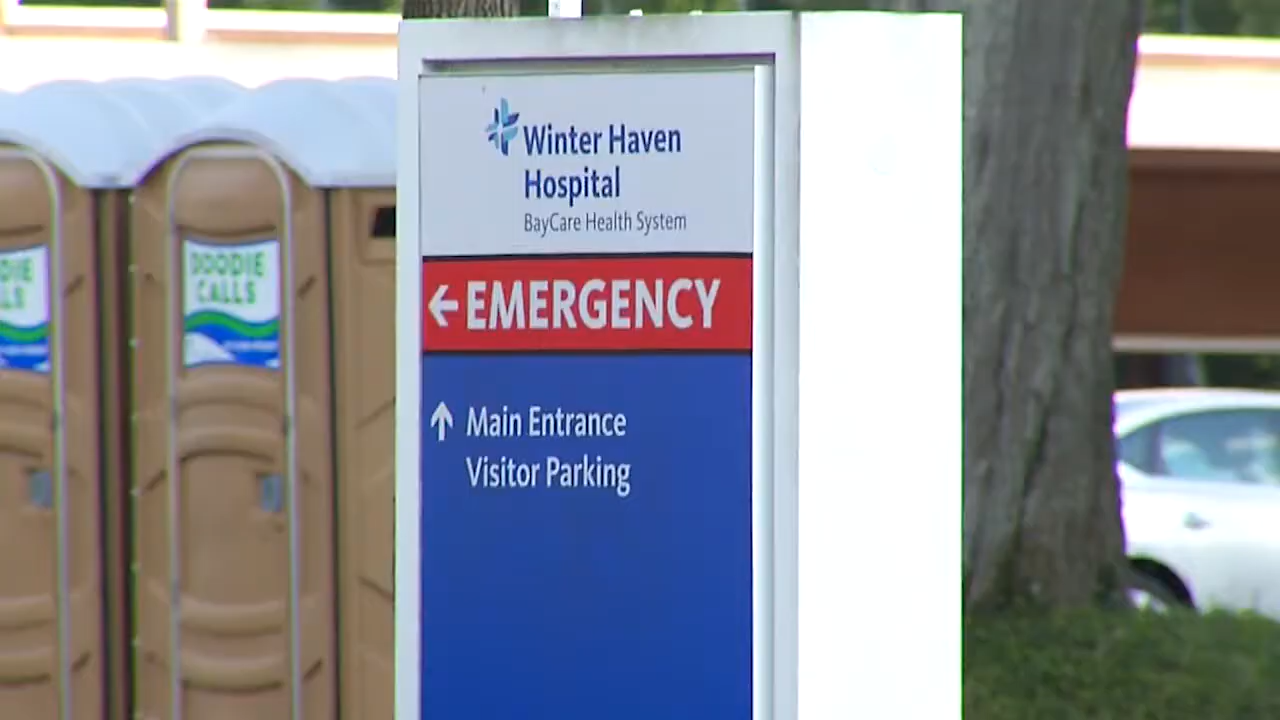 Winter Haven
Hospital
BayCare Health System
← EMERGENCY
↑ Main Entrance
Visitor Parking
DOODIE
CALLS